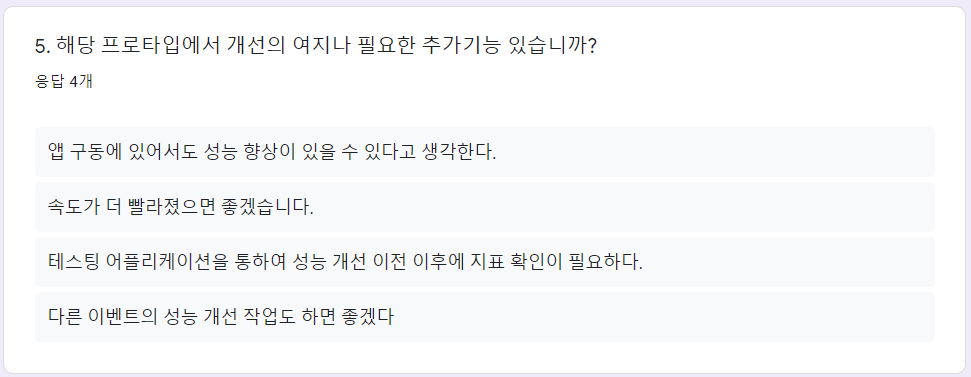 5. 해당 프로타입에서 개선의 여지나 필요한 추가기능 있습니까?
응답 4개
앱 구동에 있어서도 성능 향상이 있을 수 있다고 생각한다.
속도가 더 빨라졌으면 좋겠습니다.
테스팅 어플리케이션을 통하여 성능 개선 이전 이후에 지표 확인이 필요하다.
다른 이벤트의 성능 개선 작업도 하면 좋겠다